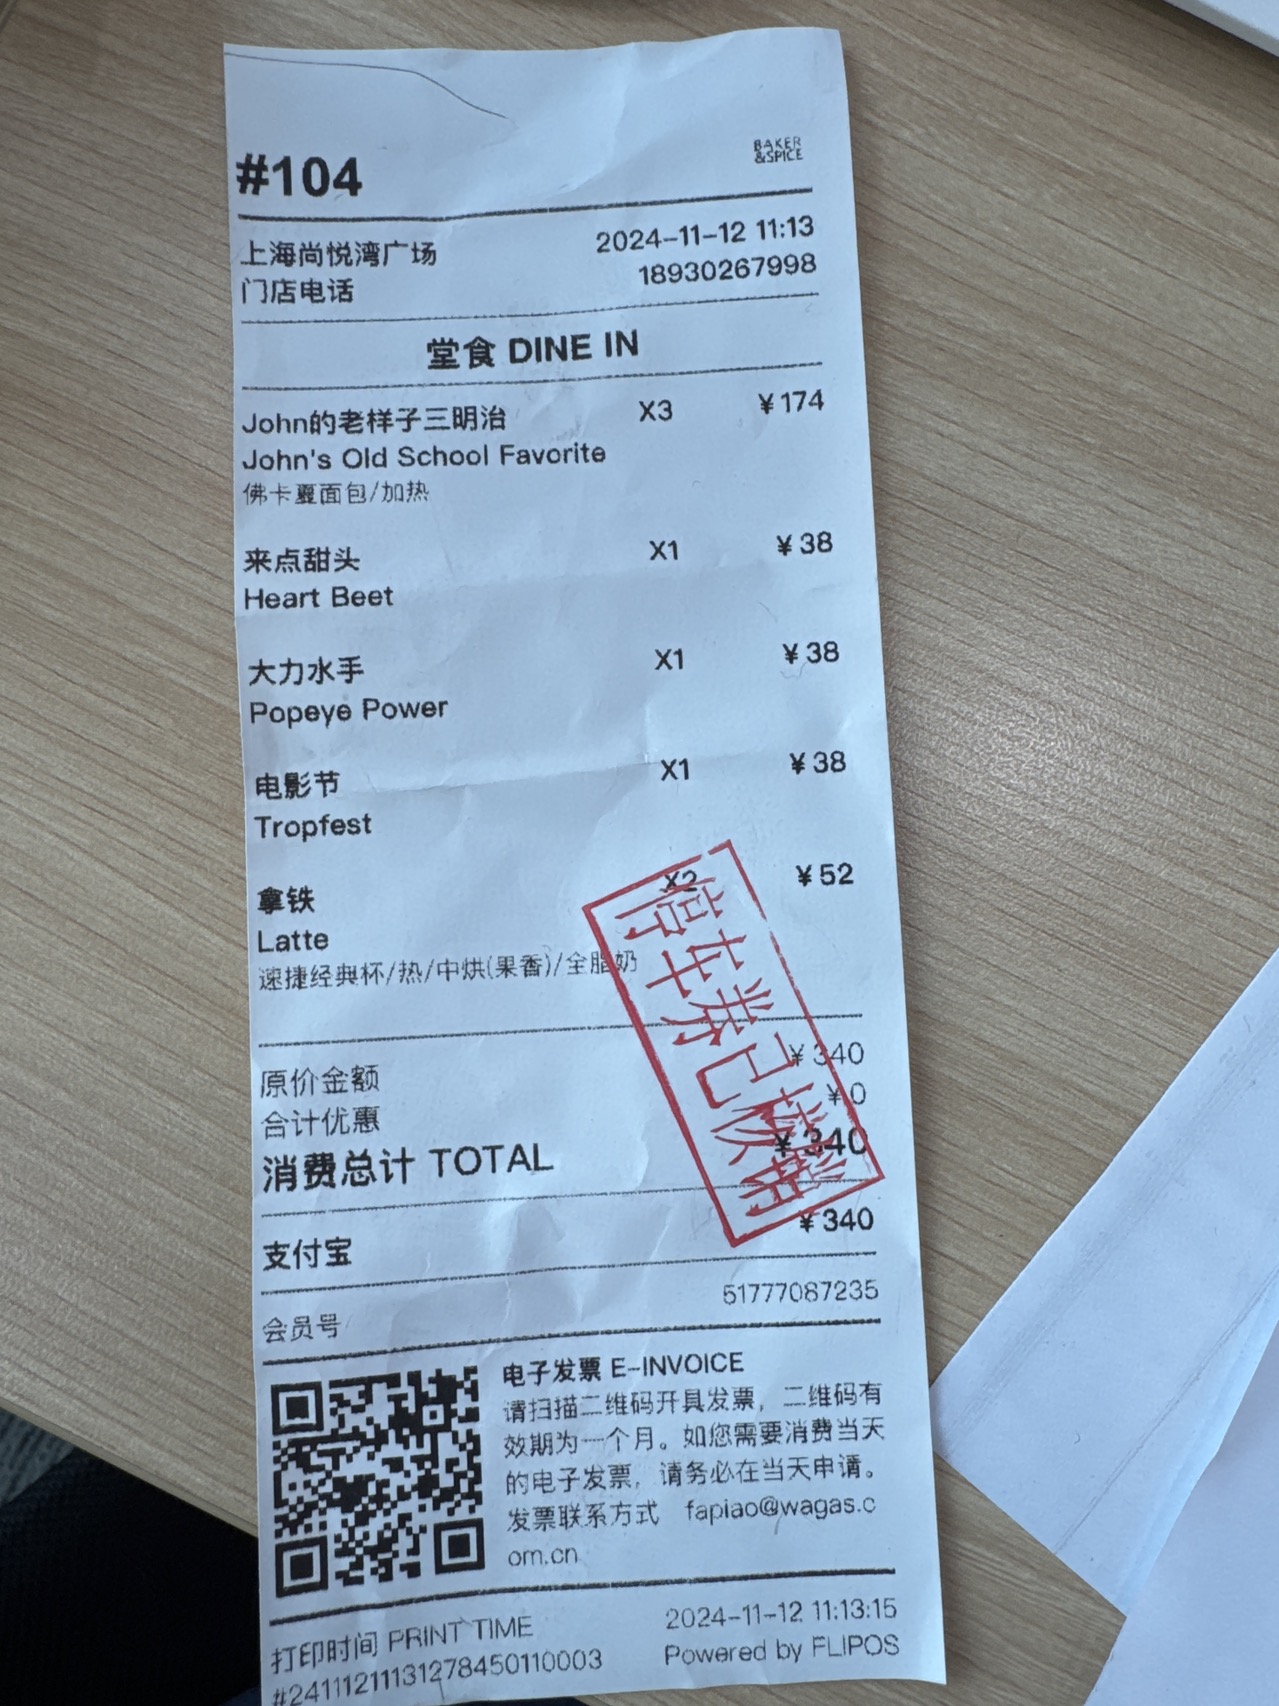 BAKER
&SPICE
#104
上海尚悦湾广场 2024-11-12 11:13
门店电话 18930267998
堂食 DINE IN
John的老样子三明治 X3 ¥174
John's Old School Favorite
佛卡夏面包/加热
来点甜头 X1 ¥38
Heart Beet
大力水手 X1 ¥38
Popeye Power
电影节 X1 ¥38
Tropfest
拿铁 X2 ¥52
Latte
速捷经典杯/热/中烘(果香)/全脂奶
停车券已核销
原价金额 ¥340
合计优惠 ¥0
消费总计 TOTAL ¥340
支付宝 ¥340
会员号 51777087235
电子发票 E-INVOICE
请扫描二维码开具发票，二维码有
效期为一个月。如您需要消费当天
的电子发票，请务必在当天申请。
发票联系方式 fapiao@wagas.c
om.cn
打印时间 PRINT TIME 2024-11-12 11:13:15
#24111211131278450110003 Powered by FLIPOS